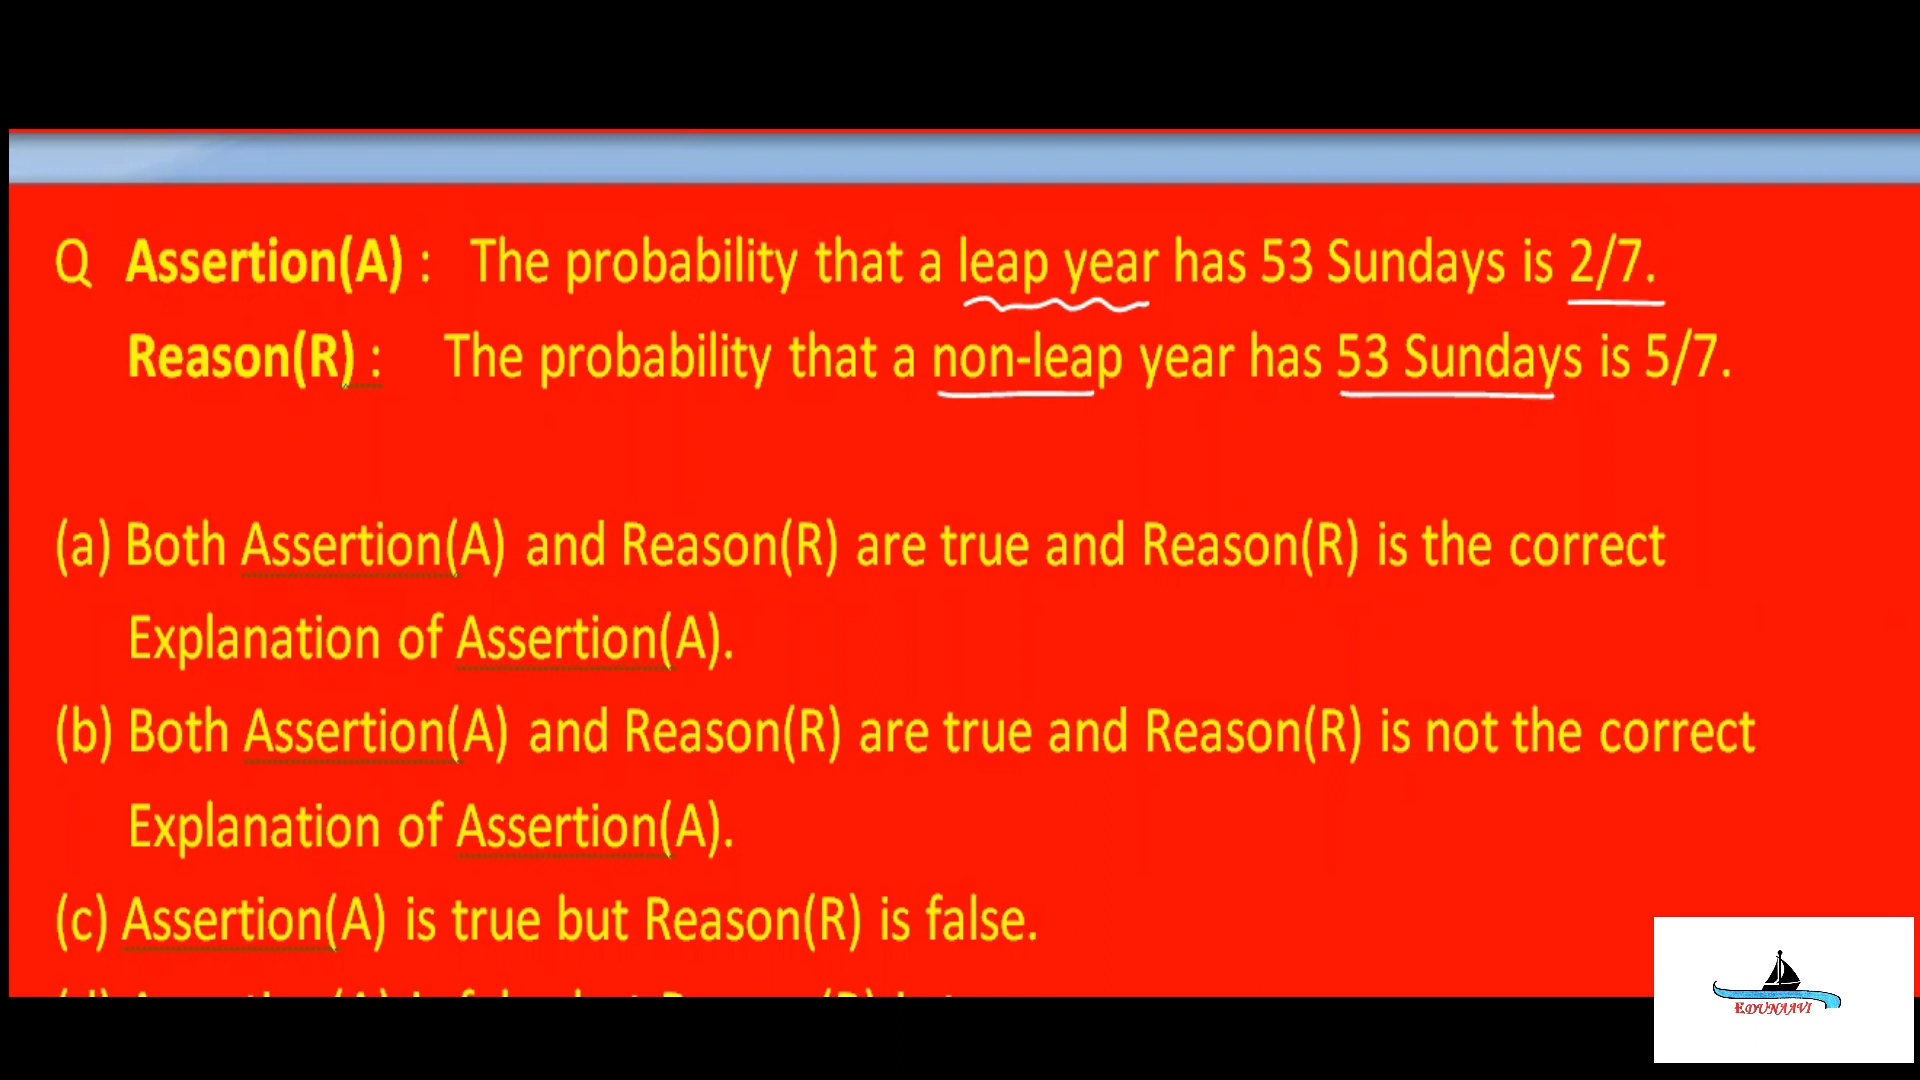 Q Assertion(A) : The probability that a leap year has 53 Sundays is 2/7.
Reason(R) : The probability that a non-leap year has 53 Sundays is 5/7.
(a) Both Assertion(A) and Reason(R) are true and Reason(R) is the correct
Explanation of Assertion(A).
(b) Both Assertion(A) and Reason(R) are true and Reason(R) is not the correct
Explanation of Assertion(A).
(c) Assertion(A) is true but Reason(R) is false.
EDUNAAVI